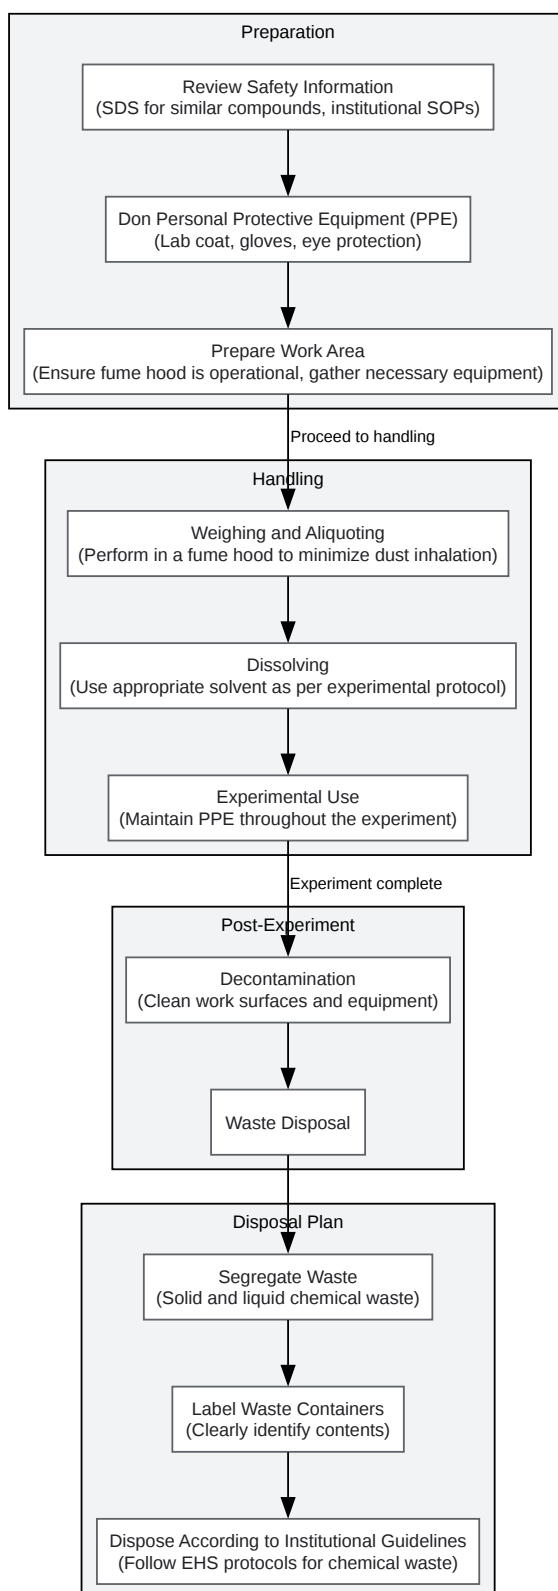 Preparation
Review Safety Information
(SDS for similar compounds, institutional SOPs)
Don Personal Protective Equipment (PPE)
(Lab coat, gloves, eye protection)
Prepare Work Area
(Ensure fume hood is operational, gather necessary equipment)
Proceed to handling
Handling
Weighing and Aliquoting
(Perform in a fume hood to minimize dust inhalation)
Dissolving
(Use appropriate solvent as per experimental protocol)
Experimental Use
(Maintain PPE throughout the experiment)
Experiment complete
Post-Experiment
Decontamination
(Clean work surfaces and equipment)
Waste Disposal
Disposal Plan
Segregate Waste
(Solid and liquid chemical waste)
Label Waste Containers
(Clearly identify contents)
Dispose According to Institutional Guidelines
(Follow EHS protocols for chemical waste)